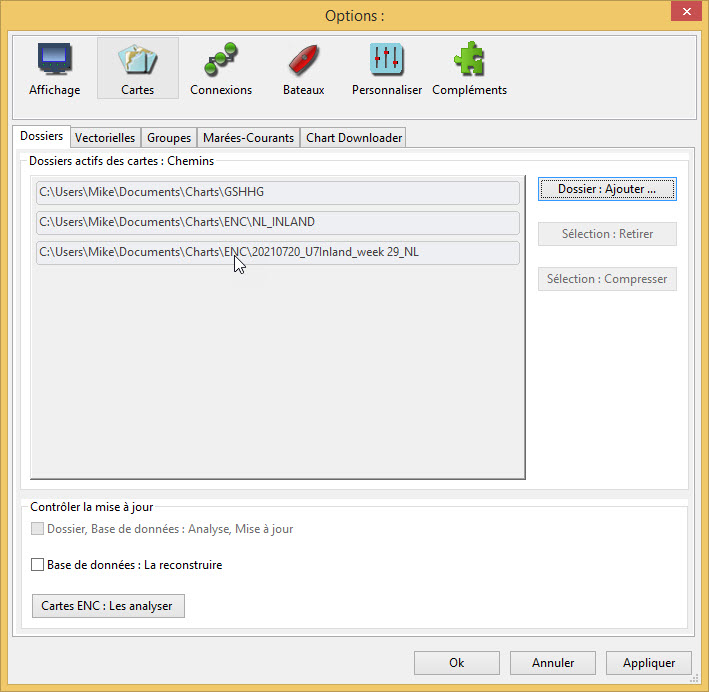 Options :
Affichage
Cartes
Connexions
Bateaux
Personnaliser
Compléments
Dossiers
Vectorielles
Groupes
Marées-Courants
Chart Downloader
Dossiers actifs des cartes : Chemins
C:\Users\Mike\Documents\Charts\GSHHG
C:\Users\Mike\Documents\Charts\ENC\NL_INLAND
C:\Users\Mike\Documents\Charts\ENC\20210720_U7Inland_week 29_NL
Dossier : Ajouter ...
Sélection : Retirer
Sélection : Compresser
Contrôler la mise à jour
Dossier, Base de données : Analyse, Mise à jour
Base de données : La reconstruire
Cartes ENC : Les analyser
Ok
Annuler
Appliquer